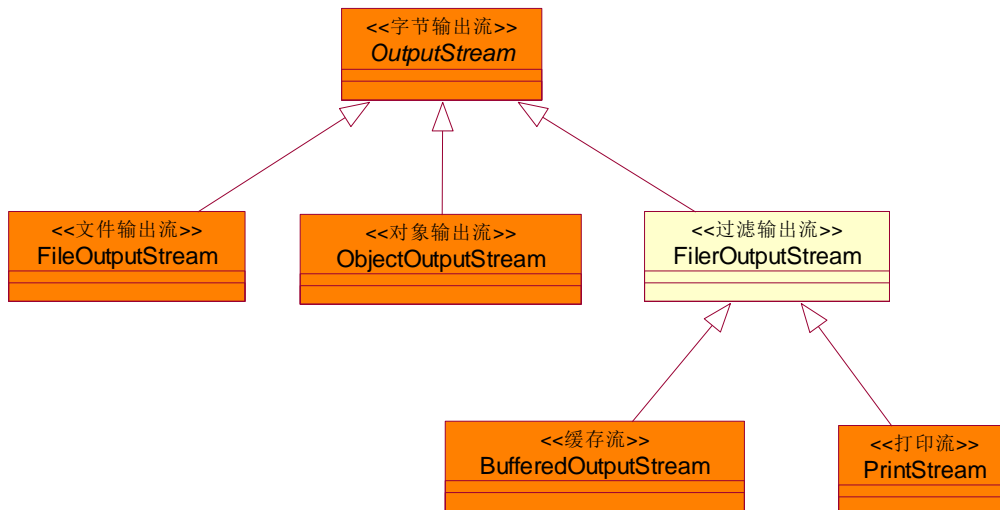 <<字节输出流>>
OutputStream
<<文件输出流>>
FileOutputStream
<<对象输出流>>
ObjectOutputStream
<<过滤输出流>>
FilerOutputStream
<<缓存流>>
BufferedOutputStream
<<打印流>>
PrintStream